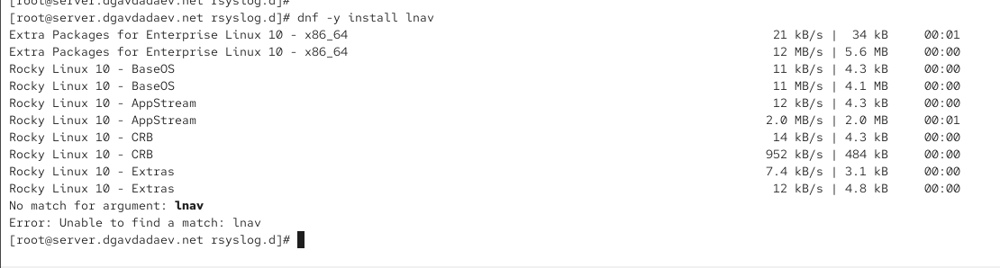 [root@server.dgavdadaev.net rsyslog.d]#
[root@server.dgavdadaev.net rsyslog.d]# dnf -y install lnav
Extra Packages for Enterprise Linux 10 - x86_64 21 kB/s | 34 kB 00:01
Extra Packages for Enterprise Linux 10 - x86_64 12 MB/s | 5.6 MB 00:00
Rocky Linux 10 - BaseOS 11 kB/s | 4.3 kB 00:00
Rocky Linux 10 - BaseOS 11 MB/s | 4.1 MB 00:00
Rocky Linux 10 - AppStream 12 kB/s | 4.3 kB 00:00
Rocky Linux 10 - AppStream 2.0 MB/s | 2.0 MB 00:01
Rocky Linux 10 - CRB 14 kB/s | 4.3 kB 00:00
Rocky Linux 10 - CRB 952 kB/s | 484 kB 00:00
Rocky Linux 10 - Extras 7.4 kB/s | 3.1 kB 00:00
Rocky Linux 10 - Extras 12 kB/s | 4.8 kB 00:00
No match for argument: lnav
Error: Unable to find a match: lnav
[root@server.dgavdadaev.net rsyslog.d]#